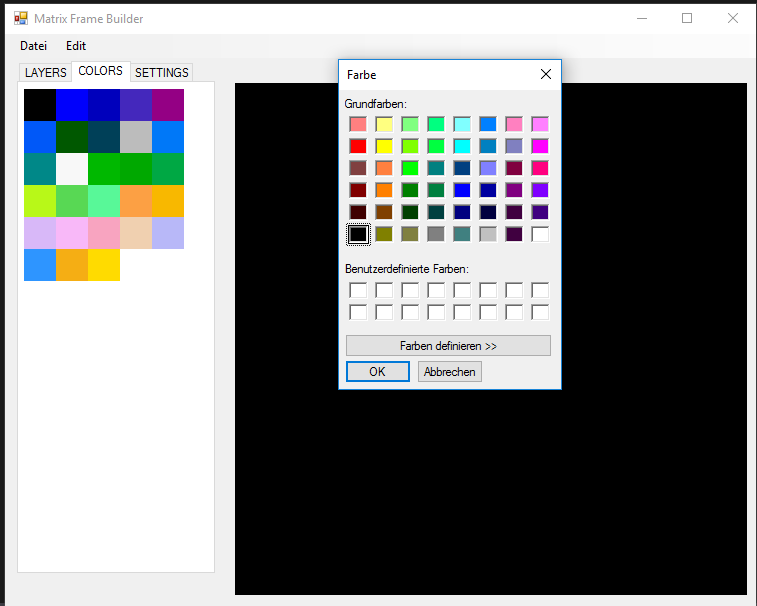 Matrix Frame Builder
Datei Edit
LAYERS COLORS SETTINGS
Farbe
Grundfarben:
Benutzerdefinierte Farben:
Farben definieren >>
OK Abbrechen